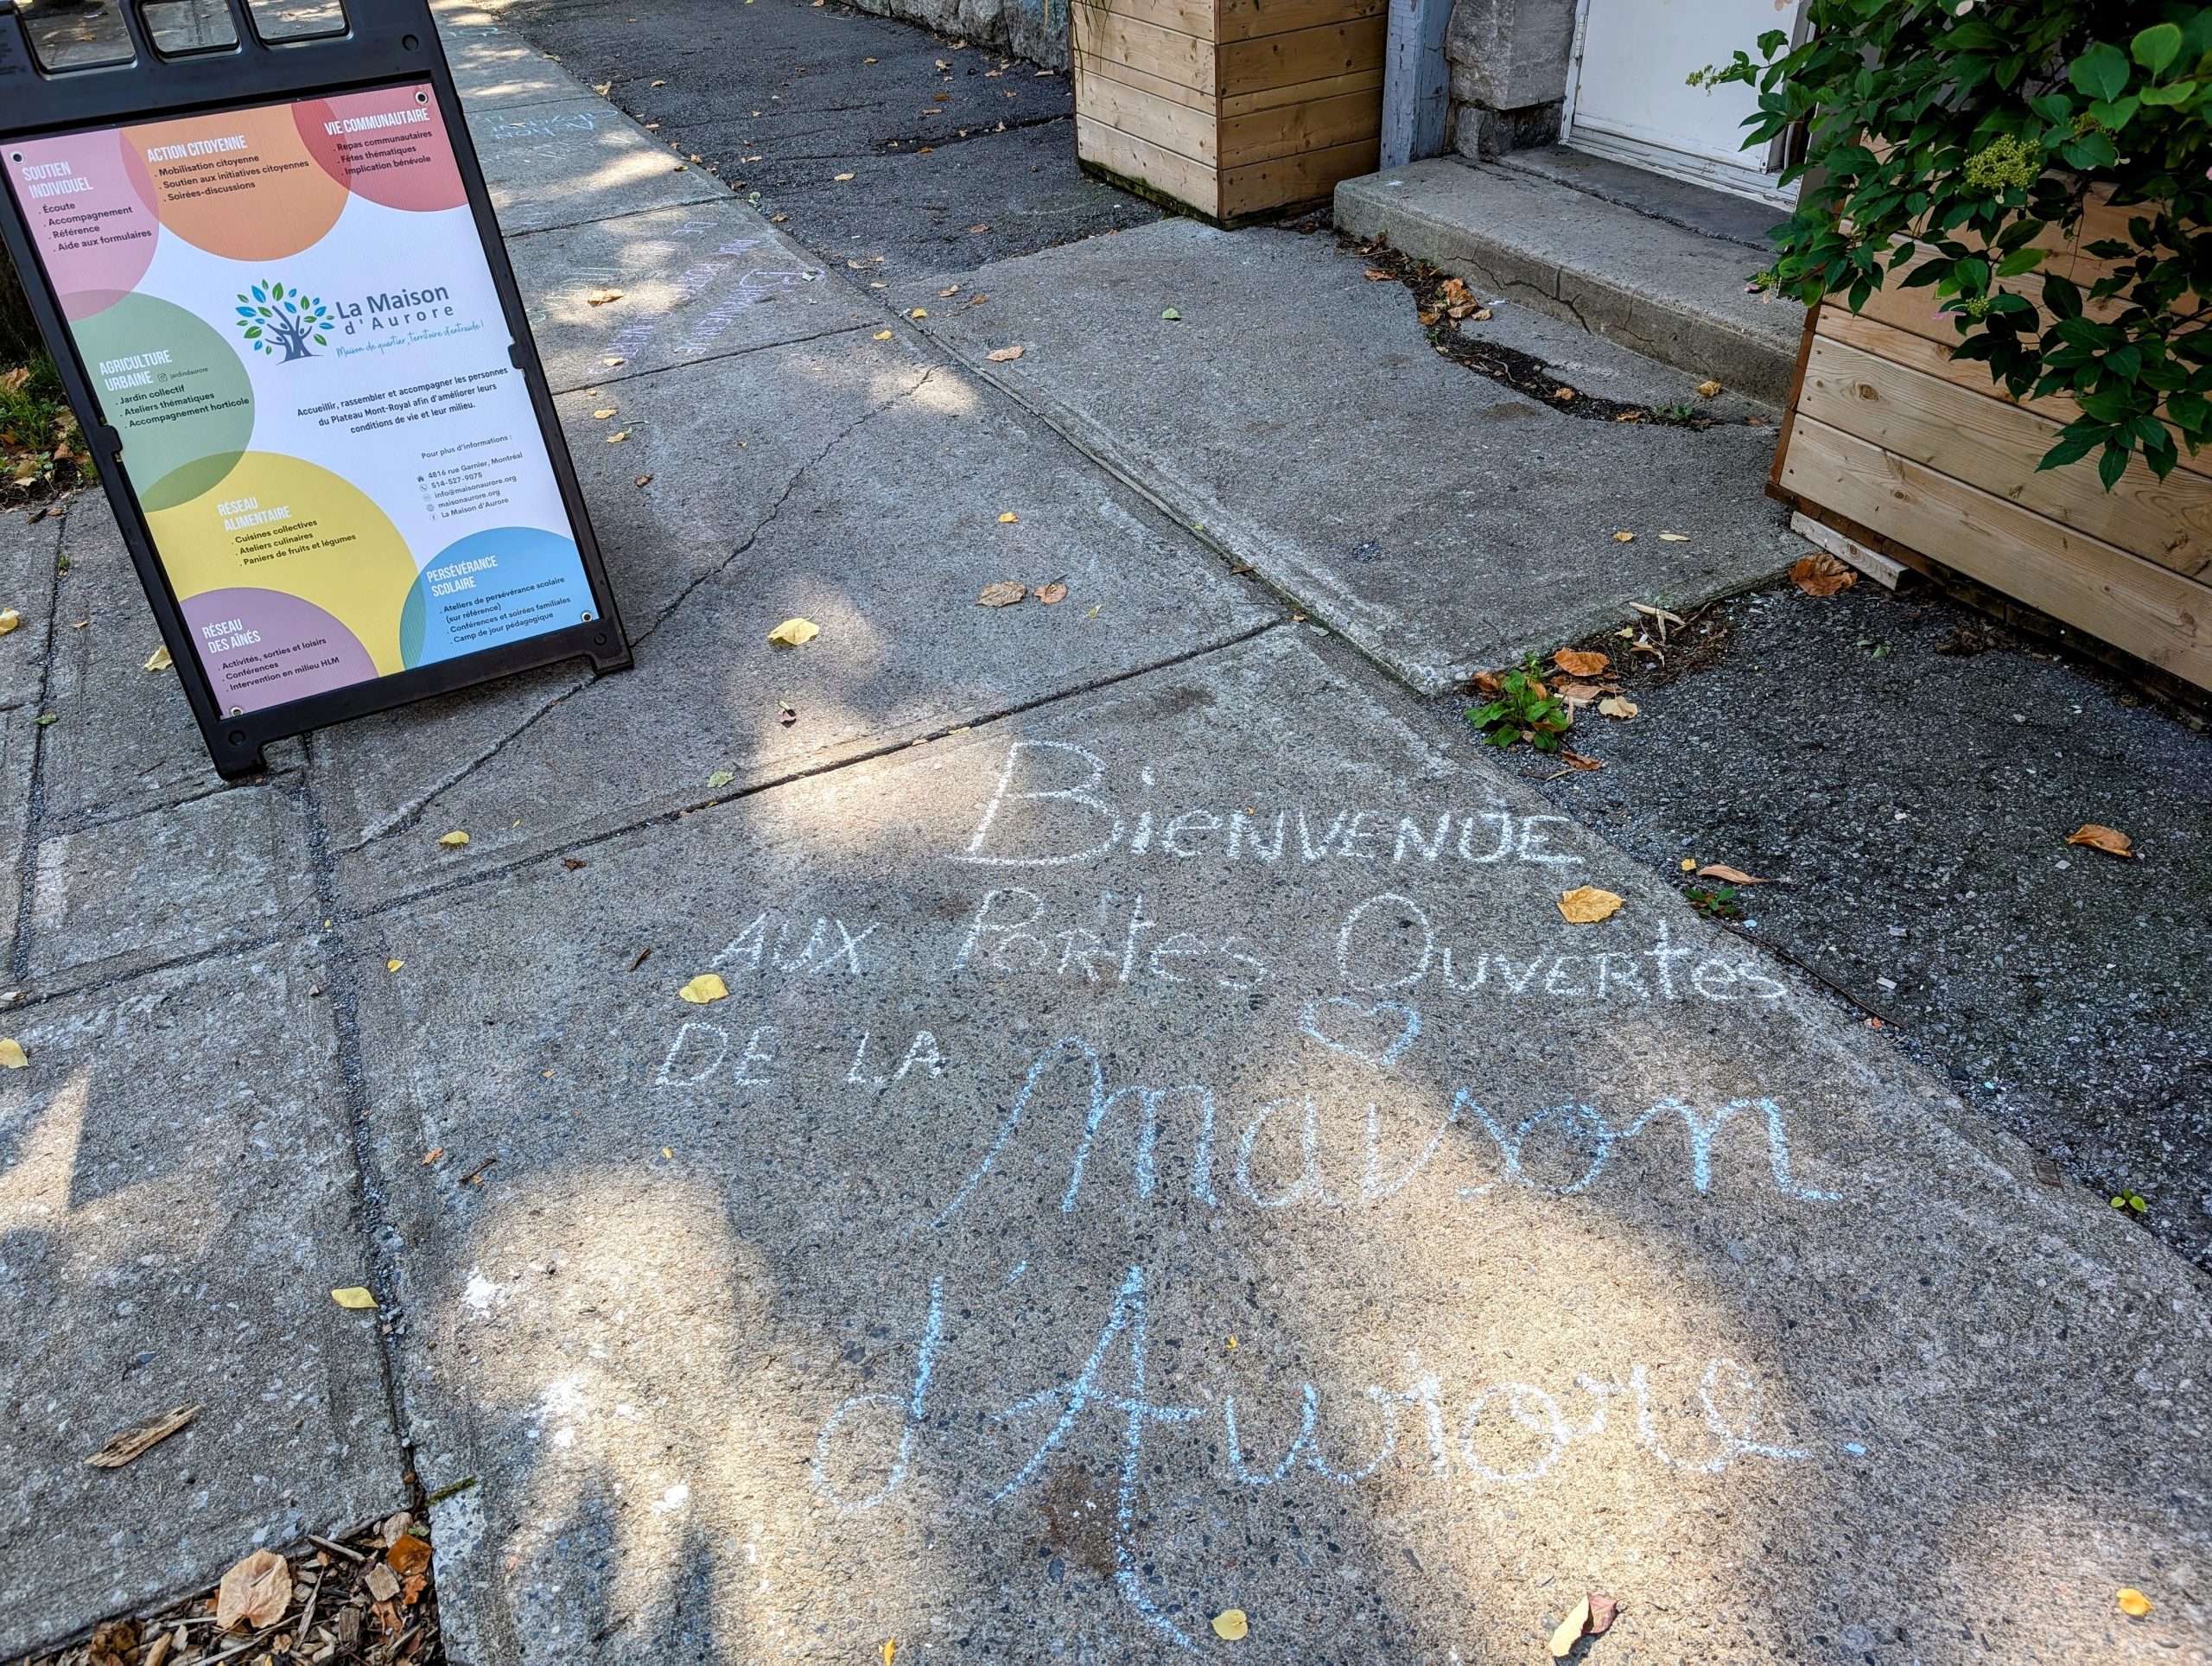 SOUTIEN
INDIVIDUEL
. Écoute
. Accompagnement
. Référence
. Aide aux formulaires
ACTION CITOYENNE
. Mobilisation citoyenne
. Soutien aux initiatives citoyennes
. Soirées-discussions
VIE COMMUNAUTAIRE
. Repas communautaires
. Fêtes thématiques
. Implication bénévole
La Maison
d'Aurore
Maison de quartier, territoire d'entraide !
AGRICULTURE
URBAINE jardindaurore
. Jardin collectif
. Ateliers thématiques
. Accompagnement horticole
Accueillir, rassembler et accompagner les personnes
du Plateau Mont-Royal afin d'améliorer leurs
conditions de vie et leur milieu.
Pour plus d'informations :
4816 rue Garnier, Montréal
514-527-9075
info@maisonaurore.org
maisonaurore.org
La Maison d'Aurore
RÉSEAU
ALIMENTAIRE
. Cuisines collectives
. Ateliers culinaires
. Paniers de fruits et légumes
PERSÉVÉRANCE
SCOLAIRE
. Ateliers de persévérance scolaire
(sur référence)
. Conférences et soirées familiales
. Camp de jour pédagogique
RÉSEAU
DES AÎNÉS
. Activités, sorties et loisirs
. Conférences
. Intervention en milieu HLM
BIENVENUE
AUX PORTES OUVERTES
DE LA Maison
d'Aurore